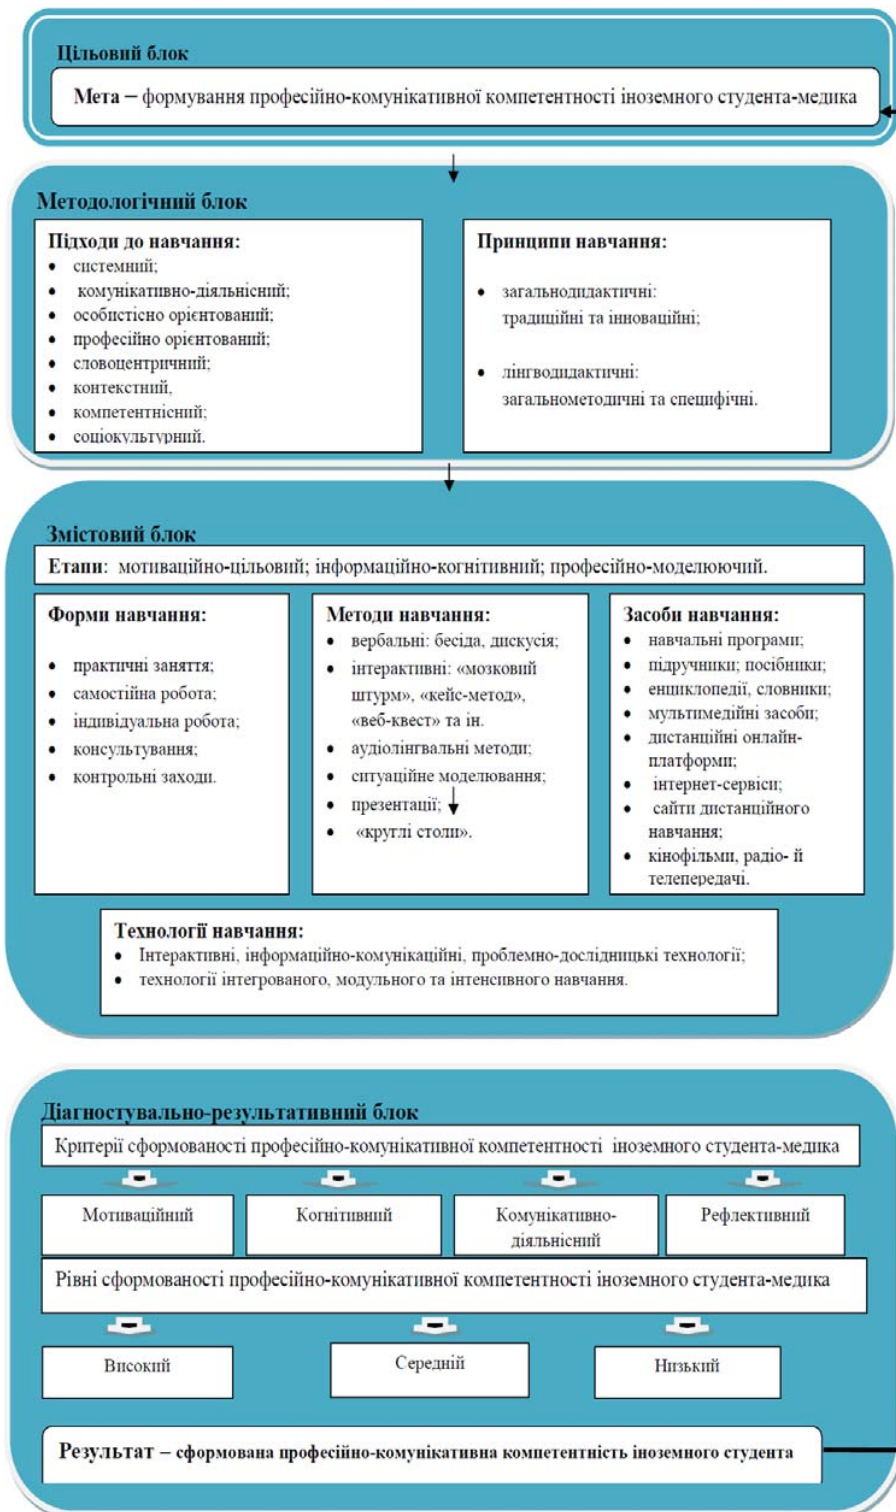 Цільовий блок
Мета – формування професійно-комунікативної компетентності іноземного студента-медика
Методологічний блок
Підходи до навчання:
• системний;
• комунікативно-діяльнісний;
• особистісно орієнтований;
• професійно орієнтований;
• словоцентричний;
• контекстний,
• компетентнісний;
• соціокультурний.
Принципи навчання:
• загальнодидактичні:
традиційні та інноваційні;
• лінгводидактичні:
загальнометодичні та специфічні.
Змістовий блок
Етапи: мотиваційно-цільовий; інформаційно-когнітивний; професійно-моделюючий.
Форми навчання:
• практичні заняття;
• самостійна робота;
• індивідуальна робота;
• консультування;
• контрольні заходи.
Методи навчання:
• вербальні: бесіда, дискусія;
• інтерактивні: «мозковий
штурм», «кейс-метод»,
«веб-квест» та ін.
• аудіолінгвальні методи;
• ситуаційне моделювання;
• презентації;
• «круглі столи».
Засоби навчання:
• навчальні програми;
• підручники; посібники;
• енциклопедії, словники;
• мультимедійні засоби;
• дистанційні онлайн-
платформи;
• інтернет-сервіси;
• сайти дистанційного
навчання;
• кінофільми, радіо- й
телепередачі.
Технології навчання:
• Інтерактивні, інформаційно-комунікаційні, проблемно-дослідницькі технології;
• технології інтегрованого, модульного та інтенсивного навчання.
Діагностувально-результативний блок
Критерії сформованості професійно-комунікативної компетентності іноземного студента-медика
Мотиваційний
Когнітивний
Комунікативно-
діяльнісний
Рефлективний
Рівні сформованості професійно-комунікативної компетентності іноземного студента-медика
Високий
Середній
Низький
Результат – сформована професійно-комунікативна компетентність іноземного студента